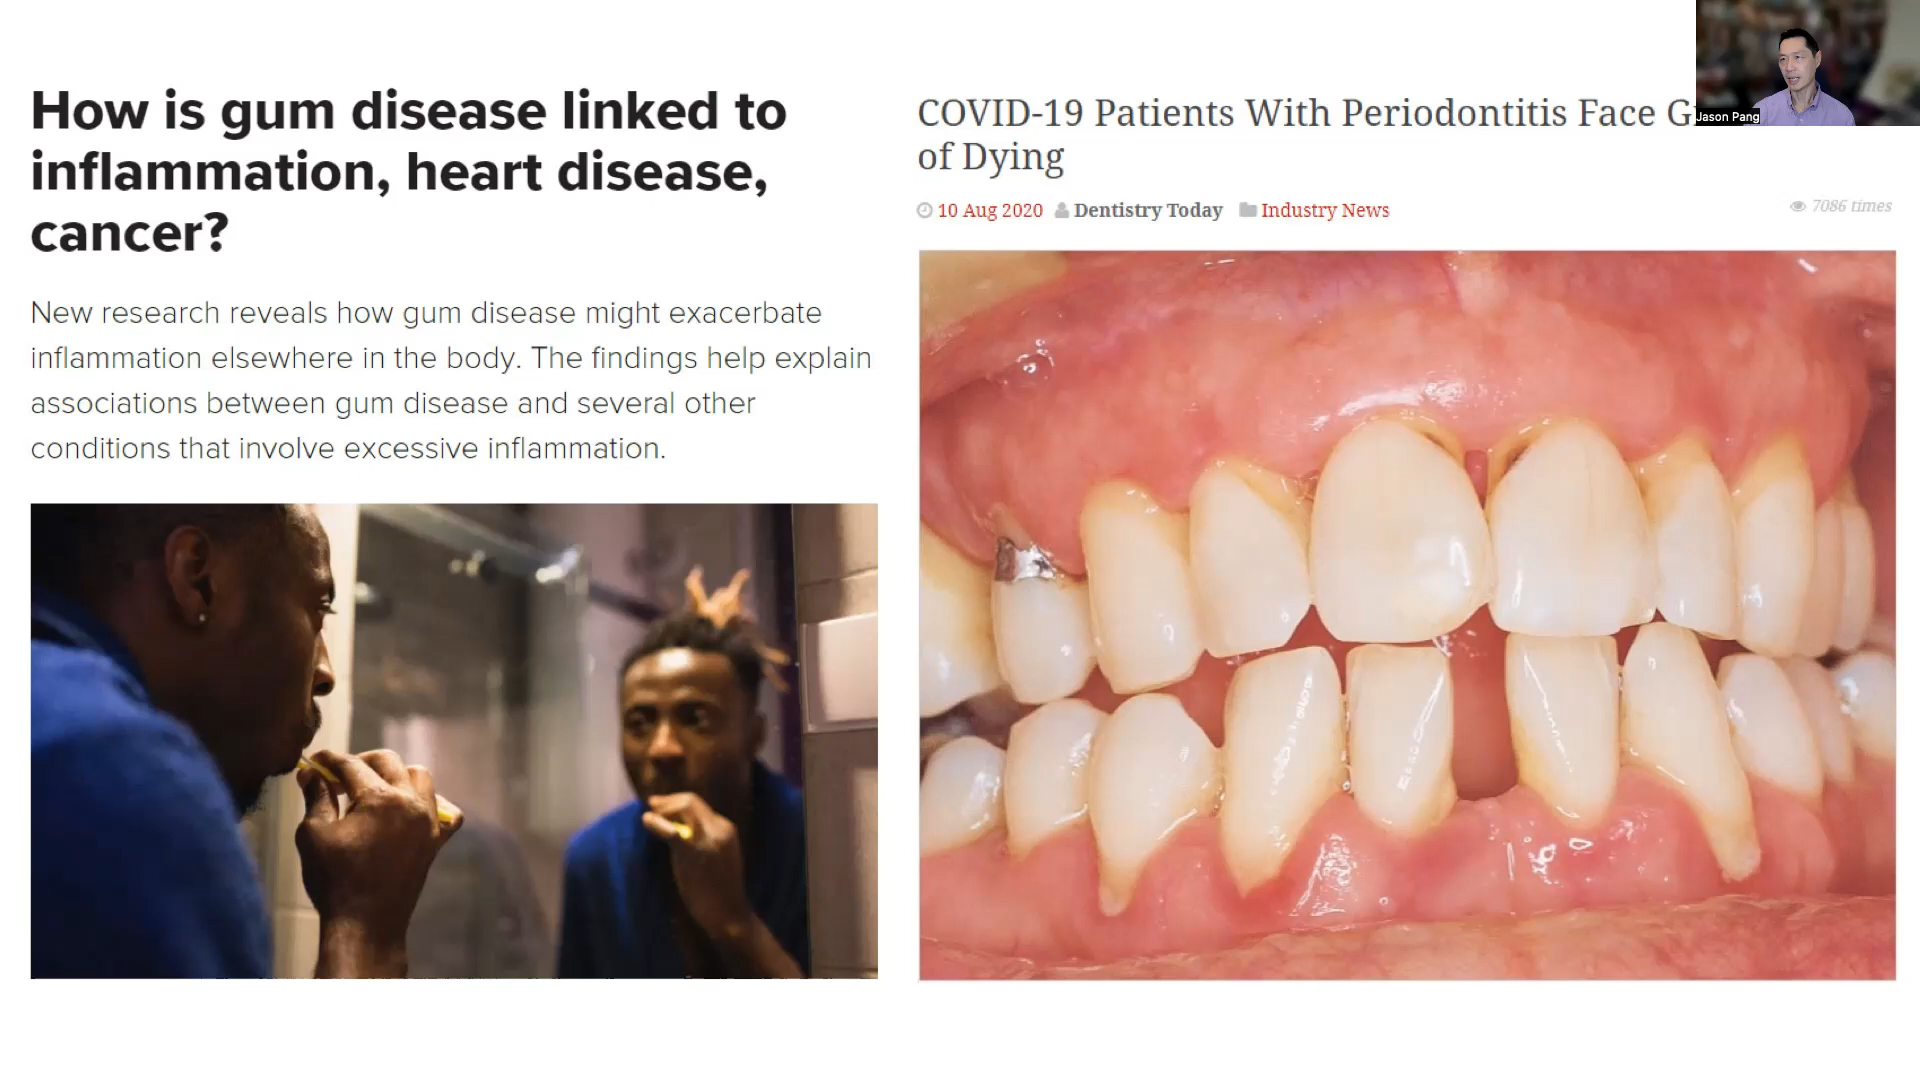 How is gum disease linked to
inflammation, heart disease,
cancer?
New research reveals how gum disease might exacerbate
inflammation elsewhere in the body. The findings help explain
associations between gum disease and several other
conditions that involve excessive inflammation.
COVID-19 Patients With Periodontitis Face
of Dying
10 Aug 2020 Dentistry Today Industry News
7086 times
Jason Pang